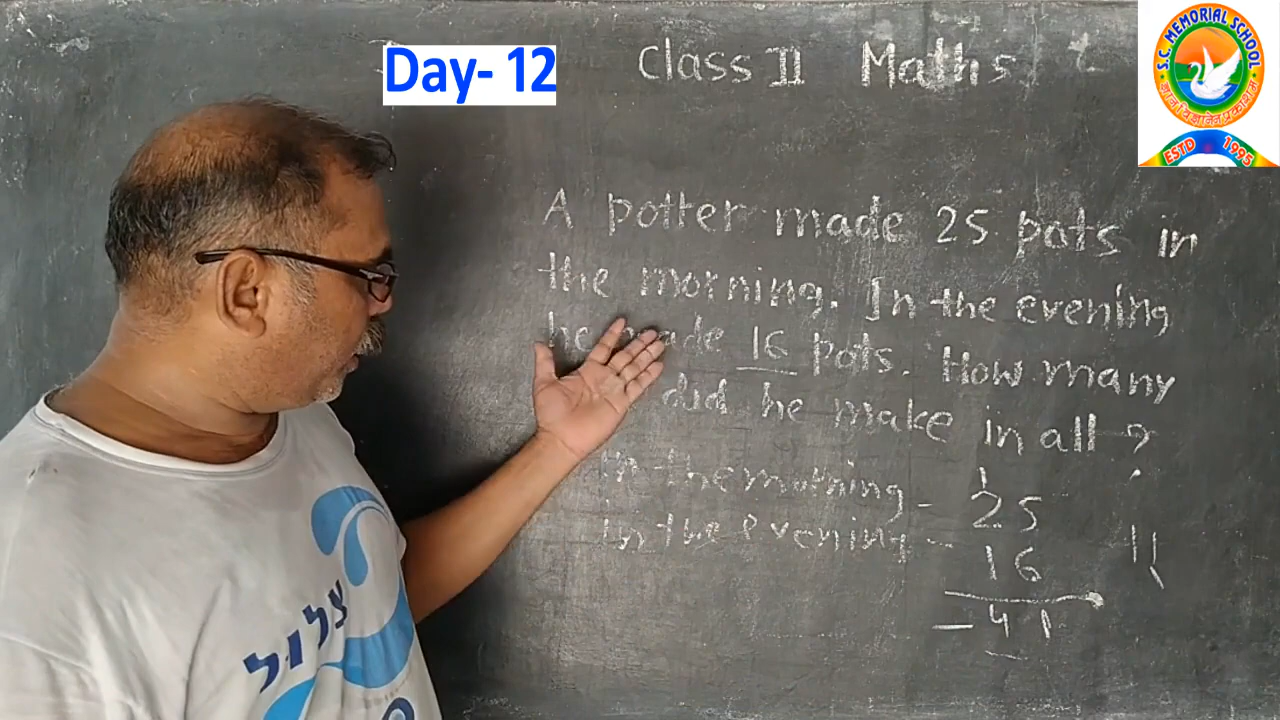 Day- 12
Class II Maths
S.C. MEMORIAL SCHOOL
ESTD 1995
A potter made 25 pots in
the morning. In the evening
he made 16 pots. How many
did he make in all ?
In the morning - 25
1
In the evening - 16
11
- 41
צלול